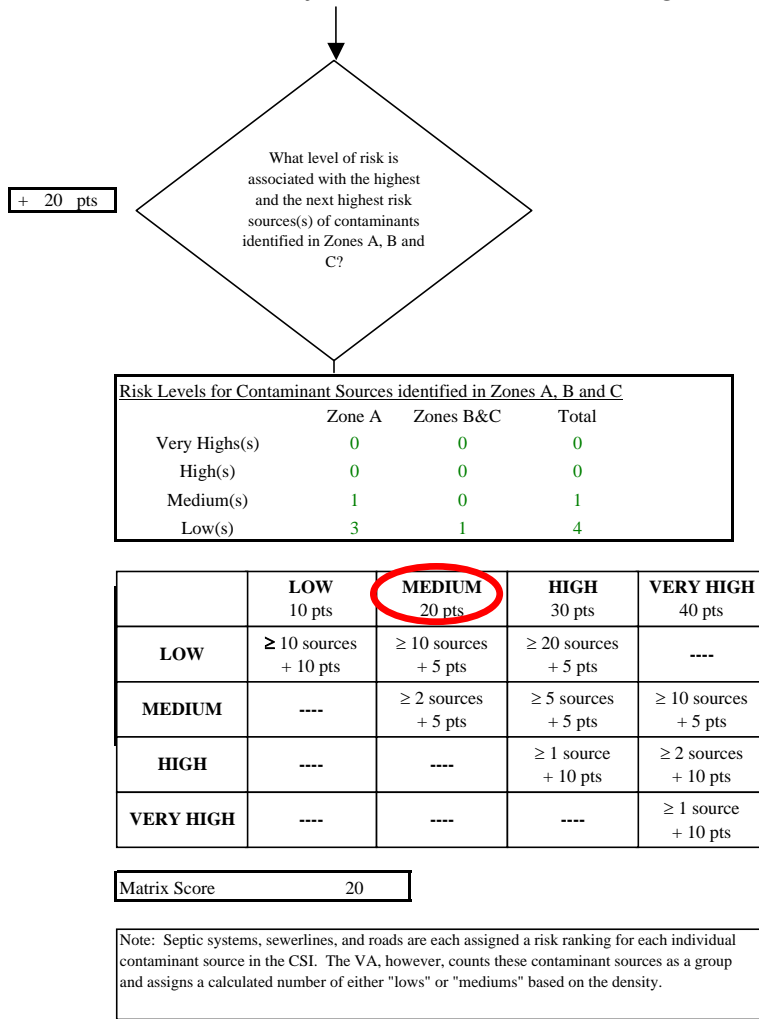 What level of risk is
associated with the highest
and the next highest risk
sources(s) of contaminants
identified in Zones A, B and
C?
+ 20 pts
Risk Levels for Contaminant Sources identified in Zones A, B and C
Zone A Zones B&C Total
Very Highs(s) 0 0 0
High(s) 0 0 0
Medium(s) 1 0 1
Low(s) 3 1 4
LOW MEDIUM HIGH VERY HIGH
10 pts 20 pts 30 pts 40 pts
LOW ≥ 10 sources ≥ 10 sources ≥ 20 sources ----
+ 10 pts + 5 pts + 5 pts
MEDIUM ---- ≥ 2 sources ≥ 5 sources ≥ 10 sources
+ 5 pts + 5 pts + 5 pts
HIGH ---- ---- ≥ 1 source ≥ 2 sources
+ 10 pts + 10 pts
VERY HIGH ---- ---- ---- ≥ 1 source
+ 10 pts
Matrix Score 20
Note: Septic systems, sewerlines, and roads are each assigned a risk ranking for each individual
contaminant source in the CSI. The VA, however, counts these contaminant sources as a group
and assigns a calculated number of either "lows" or "mediums" based on the density.